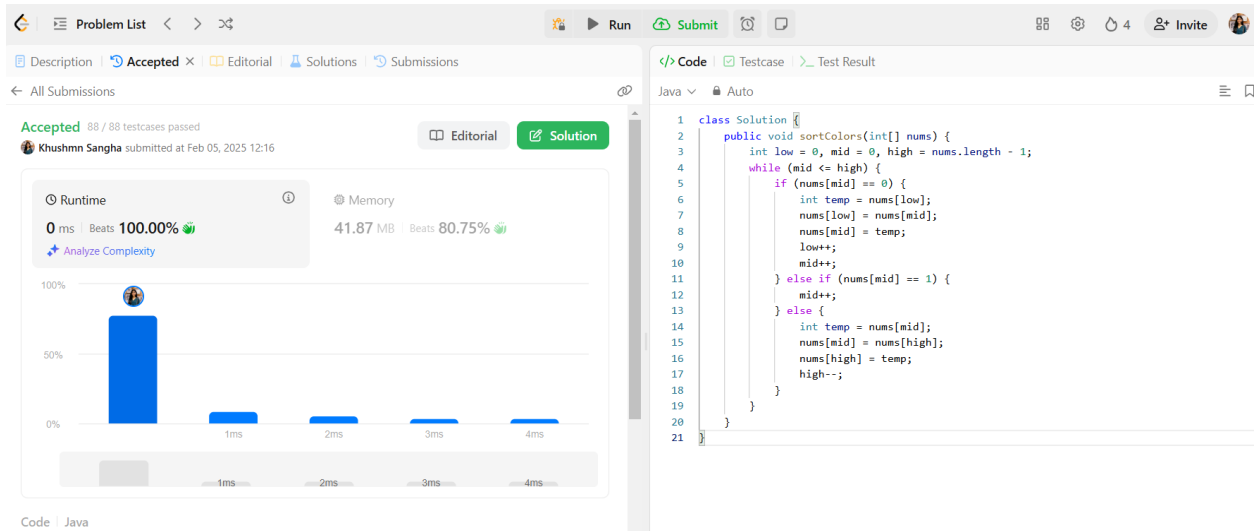 Problem List
Run
Submit
4
Invite
Description
Accepted
Editorial
Solutions
Submissions
All Submissions
Accepted 88 / 88 testcases passed
Khushmn Sangha submitted at Feb 05, 2025 12:16
Editorial
Solution
Runtime
0 ms Beats 100.00%
Analyze Complexity
Memory
41.87 MB Beats 80.75%
100%
50%
0%
1ms 2ms 3ms 4ms
1ms 2ms 3ms 4ms
Code Java
</> Code
Testcase
>_ Test Result
Java
Auto
1 class Solution {
2     public void sortColors(int[] nums) {
3         int low = 0, mid = 0, high = nums.length - 1;
4         while (mid <= high) {
5             if (nums[mid] == 0) {
6                 int temp = nums[low];
7                 nums[low] = nums[mid];
8                 nums[mid] = temp;
9                 low++;
10                 mid++;
11             } else if (nums[mid] == 1) {
12                 mid++;
13             } else {
14                 int temp = nums[mid];
15                 nums[mid] = nums[high];
16                 nums[high] = temp;
17                 high--;
18             }
19         }
20     }
21 }